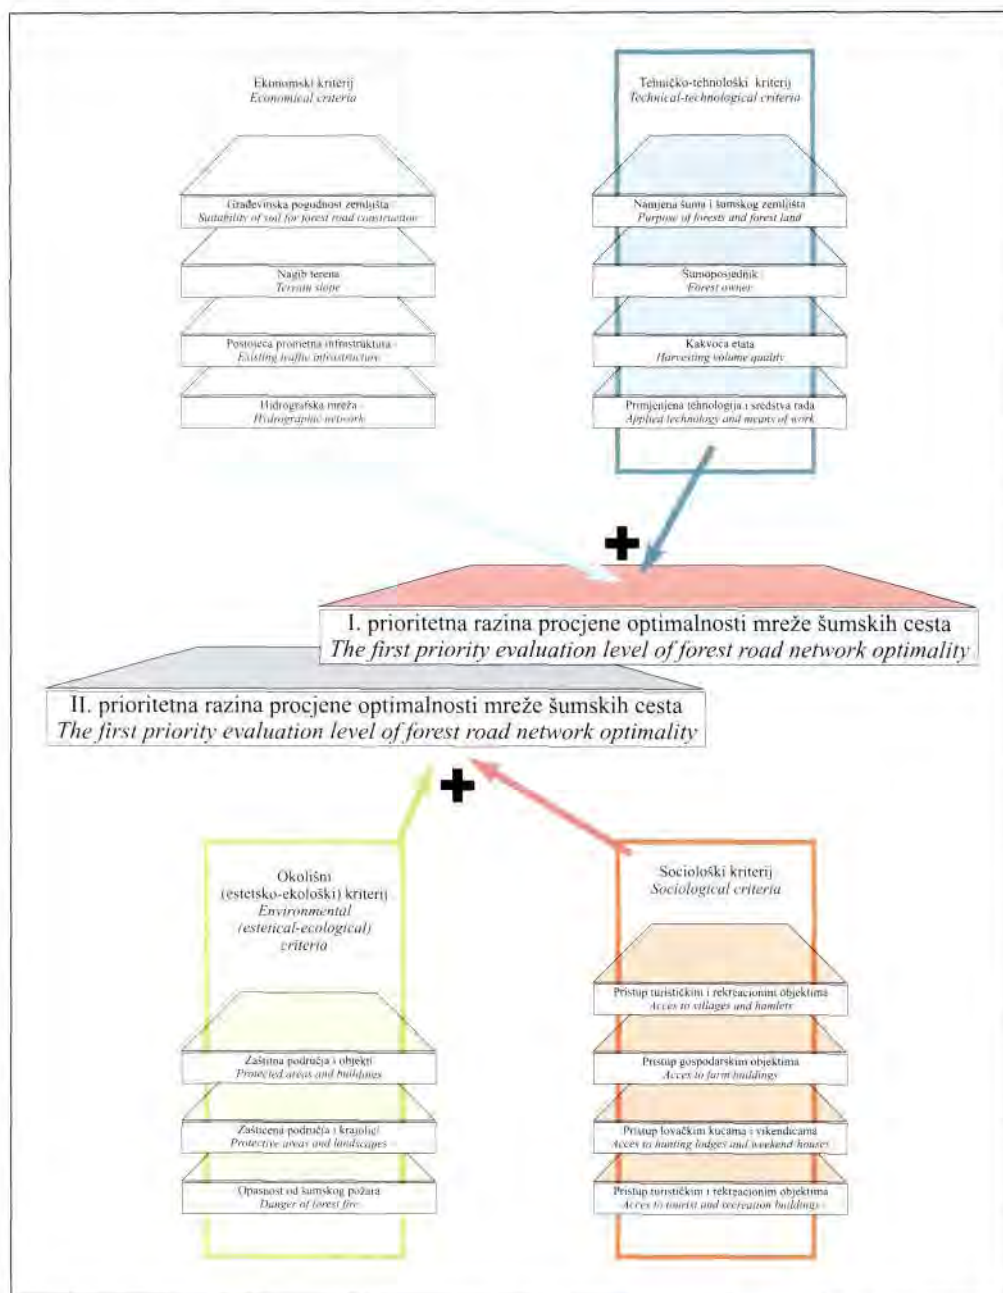 Ekonomski kriterij
Economical criteria
Građevinska pogodnost zemljišta
Suitability of soil for forest road construction
Nagib terena
Terrain slope
Postojeća prometna infrastruktura
Existing traffic infrastructure
Hidrografska mreža
Hydrographic network
Tehničko-tehnološki kriterij
Technical-technological criteria
Namjena šuma i šumskog zemljišta
Purpose of forests and forest land
Šumoposjednik
Forest owner
Kakvoća etata
Harvesting volume quality
Primjenjena tehnologija i sredstva rada
Applied technology and means of work
I. prioritetna razina procjene optimalnosti mreže šumskih cesta
The first priority evaluation level of forest road network optimality
II. prioritetna razina procjene optimalnosti mreže šumskih cesta
The first priority evaluation level of forest road network optimality
Okolišni
(estetsko-ekološki) kriterij
Environmental
(estetical-ecological)
criteria
Zaštitna područja i objekti
Protected areas and buildings
Zaštićena područja i krajolici
Protective areas and landscapes
Opasnost od šumskog požara
Danger of forest fire
Sociološki kriterij
Sociological criteria
Pristup turističkim i rekreacionim objektima
Acces to villages and hamlets
Pristup gospodarskim objektima
Acces to farm buildings
Pristup lovačkim kućama i vikendicama
Acces to hunting lodges and weekend-houses
Pristup turističkim i rekreacionim objektima
Acces to tourist and recreation buildings